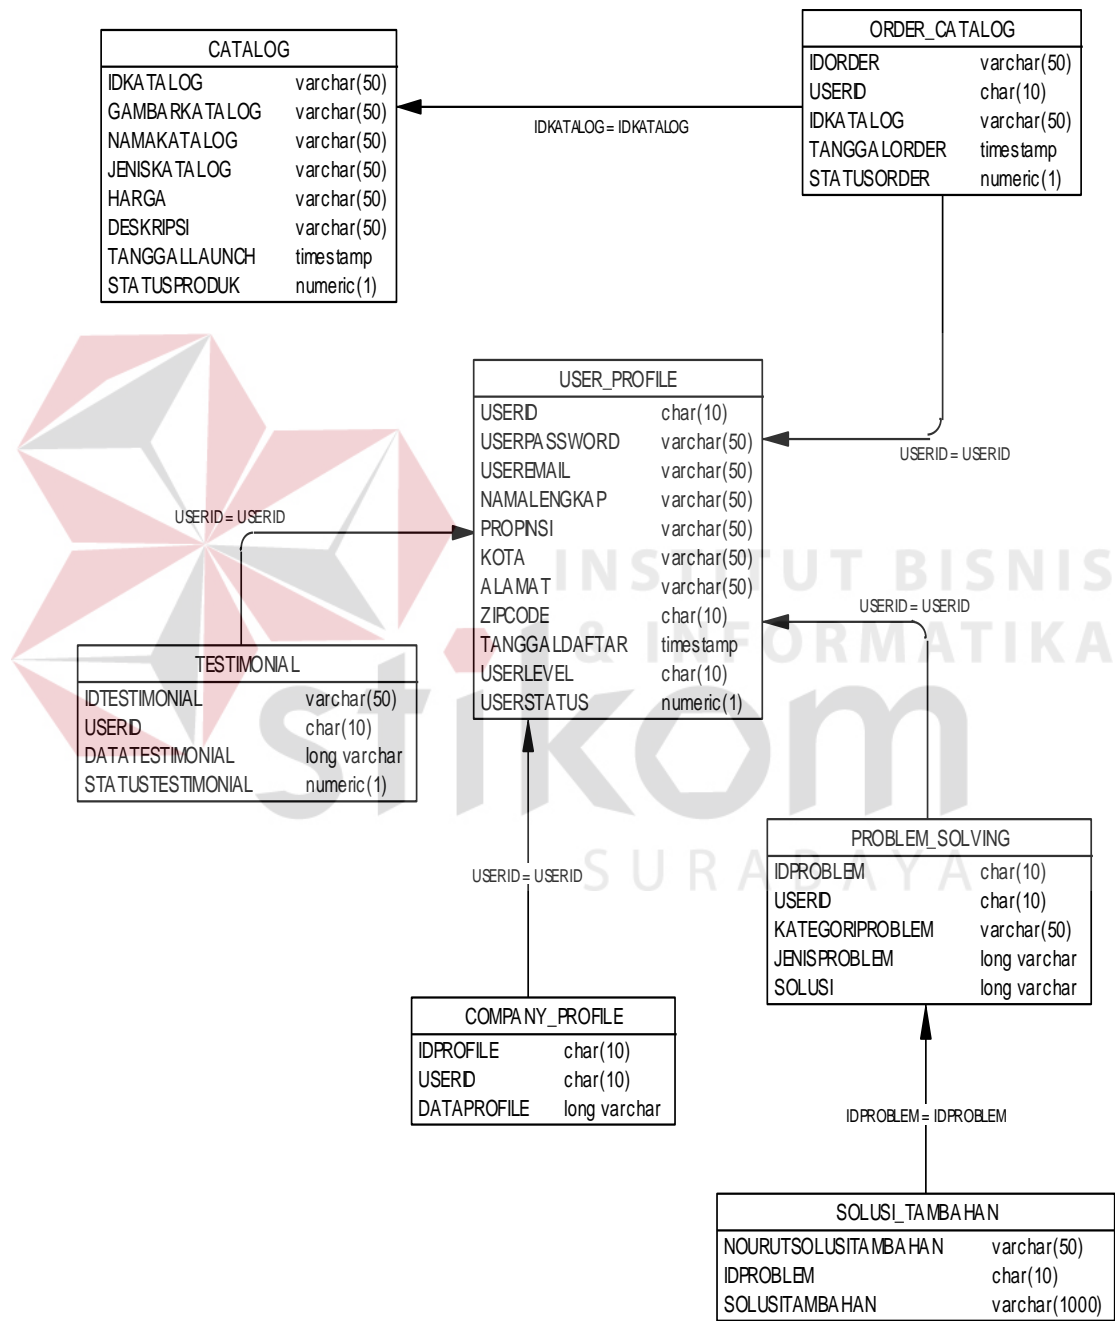 CATALOG
IDKATALOG varchar(50)
GAMBARKATALOG varchar(50)
NAMAKATALOG varchar(50)
JENISKATALOG varchar(50)
HARGA varchar(50)
DESKRIPSI varchar(50)
TANGGALLAUNCH timestamp
STATUSPRODUK numeric(1)
ORDER_CATALOG
IDORDER varchar(50)
USERID char(10)
IDKATALOG varchar(50)
TANGGALORDER timestamp
STATUSORDER numeric(1)
IDKATALOG = IDKATALOG
USER_PROFILE
USERID char(10)
USERPASSWORD varchar(50)
USEREMAIL varchar(50)
NAMALENGKAP varchar(50)
PROPINSI varchar(50)
KOTA varchar(50)
ALAMAT varchar(50)
ZIPCODE char(10)
TANGGALDAFTAR timestamp
USERLEVEL char(10)
USERSTATUS numeric(1)
USERID = USERID
USERID = USERID
INSTITUT BISNIS
& INFORMATIKA
stikom
SURABAYA
USERID = USERID
TESTIMONIAL
IDTESTIMONIAL varchar(50)
USERID char(10)
DATATESTIMONIAL long varchar
STATUSTESTIMONIAL numeric(1)
PROBLEM_SOLVING
IDPROBLEM char(10)
USERID char(10)
KATEGORIPROBLEM varchar(50)
JENISPROBLEM long varchar
SOLUSI long varchar
USERID = USERID
COMPANY_PROFILE
IDPROFILE char(10)
USERID char(10)
DATAPROFILE long varchar
IDPROBLEM = IDPROBLEM
SOLUSI_TAMBAHAN
NOURUTSOLUSITAMBAHAN varchar(50)
IDPROBLEM char(10)
SOLUSITAMBAHAN varchar(1000)